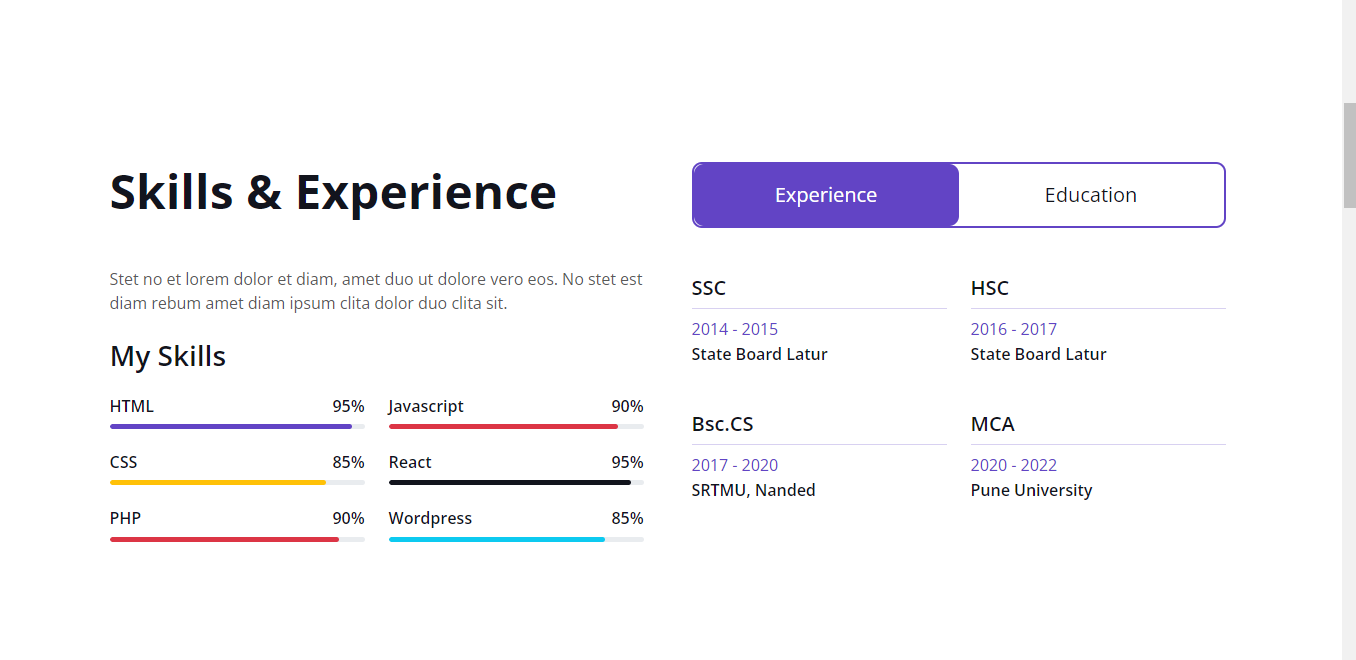 Skills & Experience
Stet no et lorem dolor et diam, amet duo ut dolore vero eos. No stet est
diam rebum amet diam ipsum clita dolor duo clita sit.
My Skills
HTML 95%
Javascript 90%
CSS 85%
React 95%
PHP 90%
Wordpress 85%
Experience
Education
SSC
2014 - 2015
State Board Latur
HSC
2016 - 2017
State Board Latur
Bsc.CS
2017 - 2020
SRTMU, Nanded
MCA
2020 - 2022
Pune University